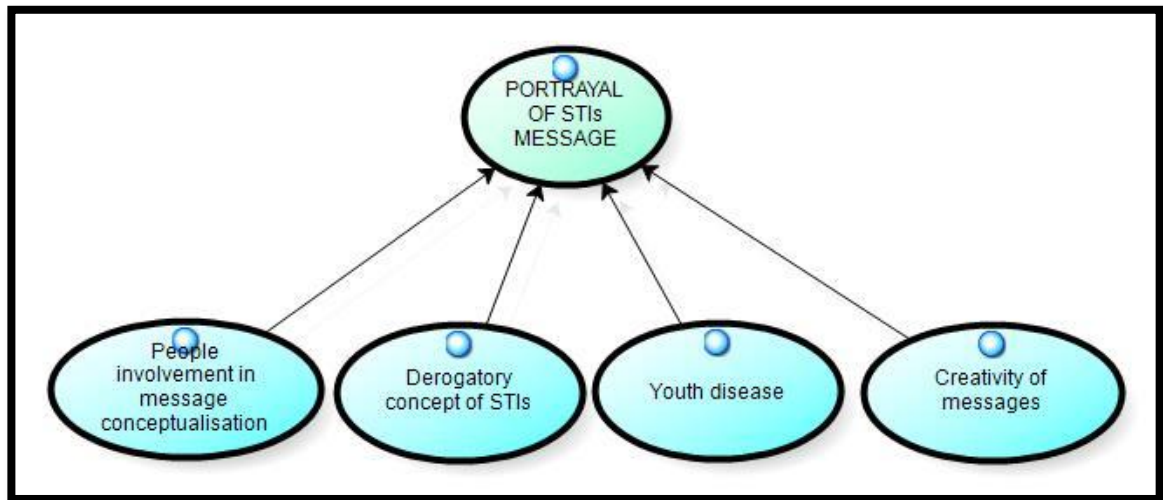 PORTRAYAL
OF STIs
MESSAGE
People
involvement in
message
conceptualisation
Derogatory
concept of STIs
Youth disease
Creativity of
messages